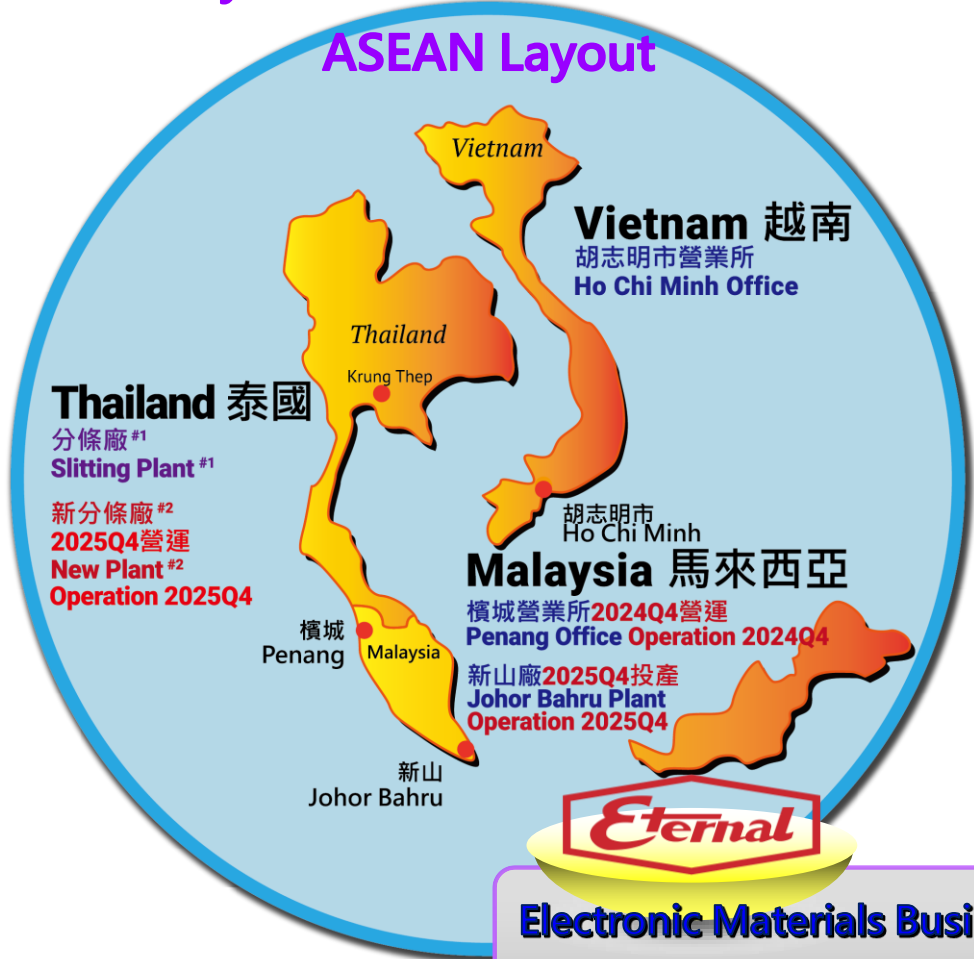 ASEAN Layout
Vietnam
Vietnam 越南
胡志明市營業所
Ho Chi Minh Office
Thailand
Krung Thep
Thailand 泰國
分條廠#1
Slitting Plant #1
新分條廠#2
2025Q4營運
New Plant #2
Operation 2025Q4
胡志明市
Ho Chi Minh
Malaysia 馬來西亞
檳城營業所2024Q4營運
Penang Office Operation 2024Q4
新山廠2025Q4投產
Johor Bahru Plant
Operation 2025Q4
檳城
Penang
Malaysia
新山
Johor Bahru
Eternal
Electronic Materials Busi